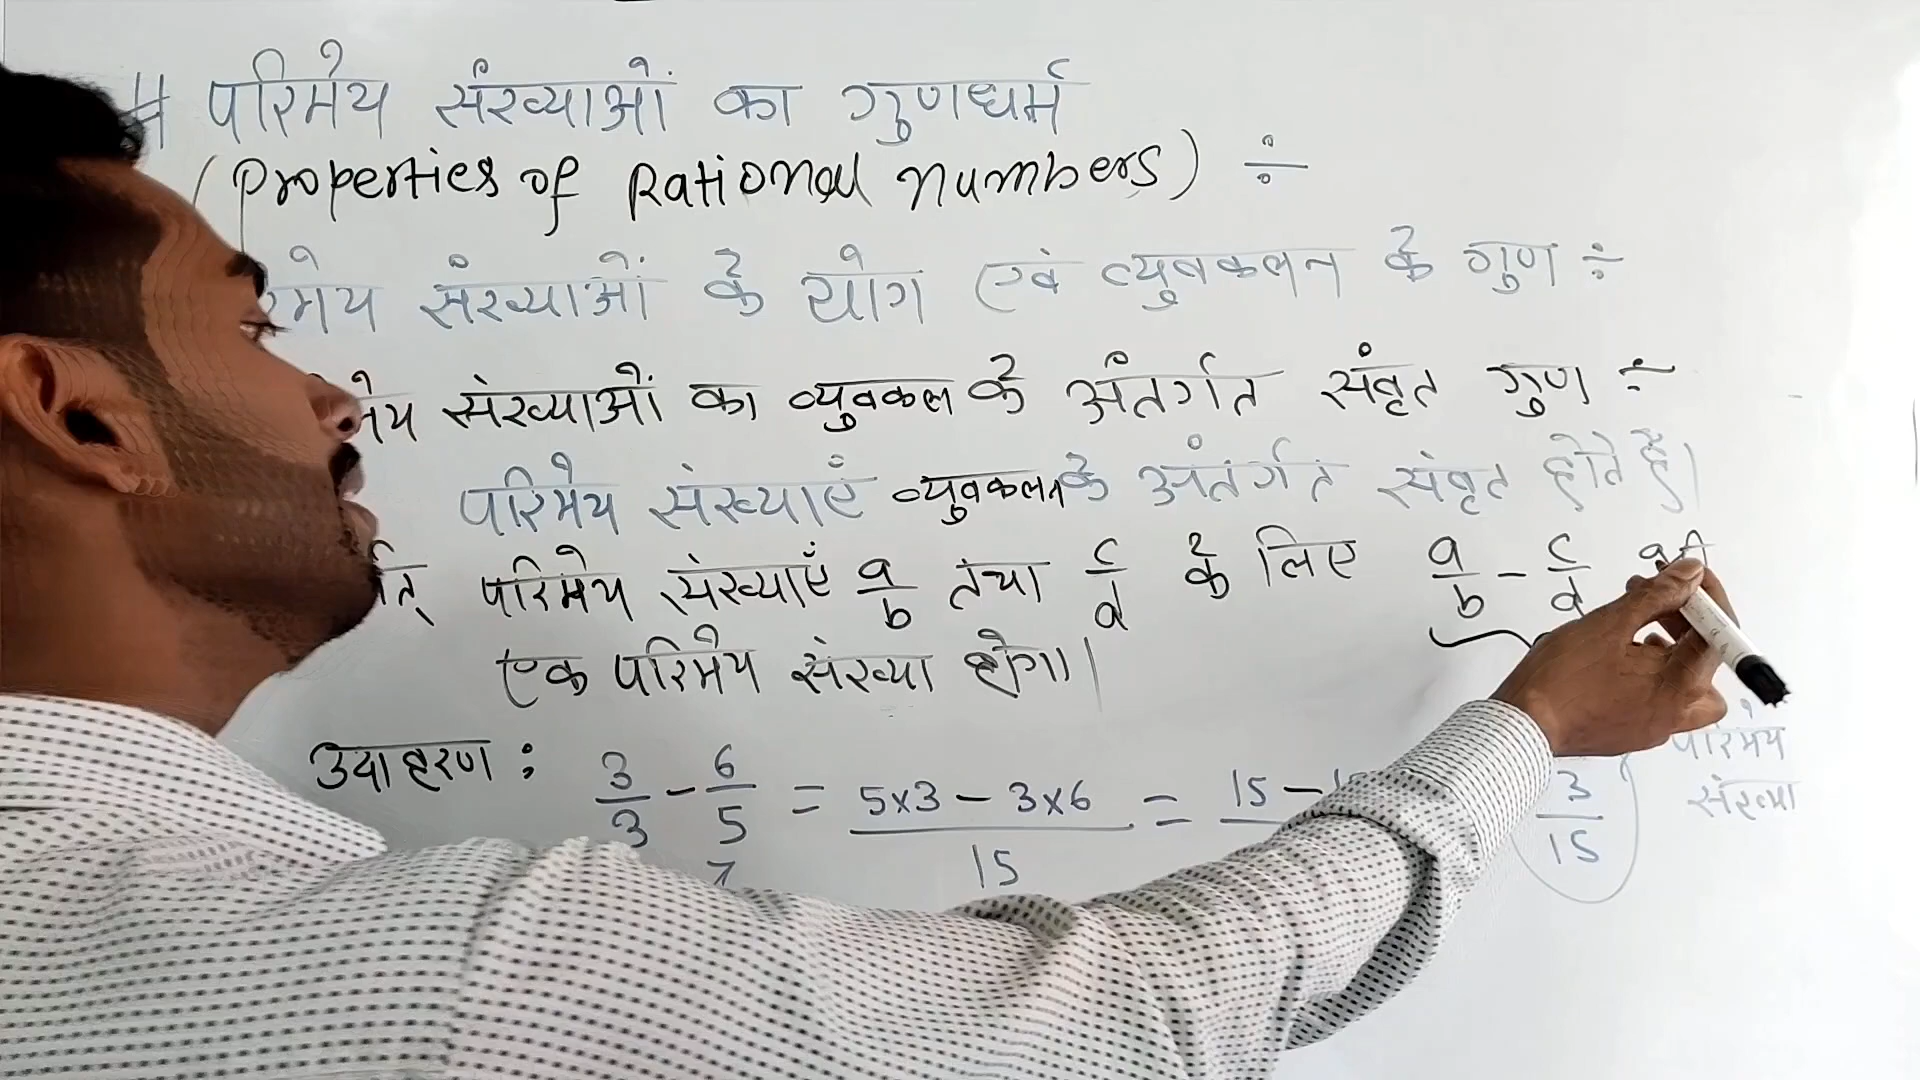 # परिमेय संख्याओं का गुणधर्म
(Properties of Rational numbers) ÷
मेय संख्याओं के योग एवं व्युवकलन के गुण ÷
मेय संख्याओं का व्युवकल के अंतर्गत संवृत गुण ÷
परिमेय संख्याएँ व्युवकलन के अंतर्गत संवृत होते है।
परिमेय संख्याएँ a/b तथा c/d के लिए a/b - c/d
एक परिमेय संख्या होगा।
उदाहरण : 3/3 - 6/5 = 5x3 - 3x6 / 15 = 15 - 3/15 परिमेय संख्या